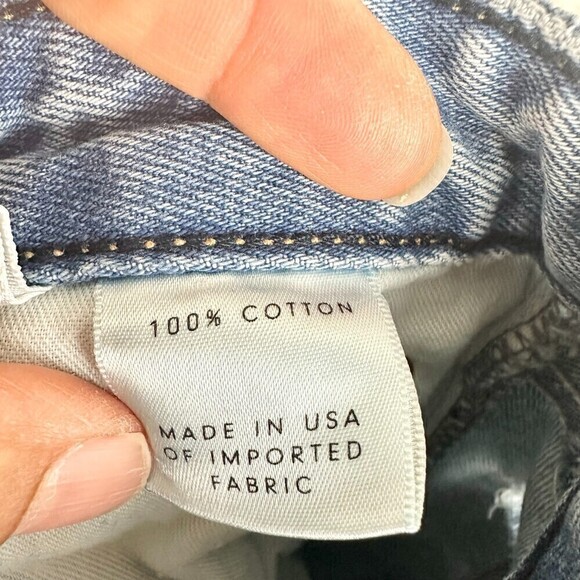 100% COTTON
MADE IN USA
OF IMPORTED
FABRIC